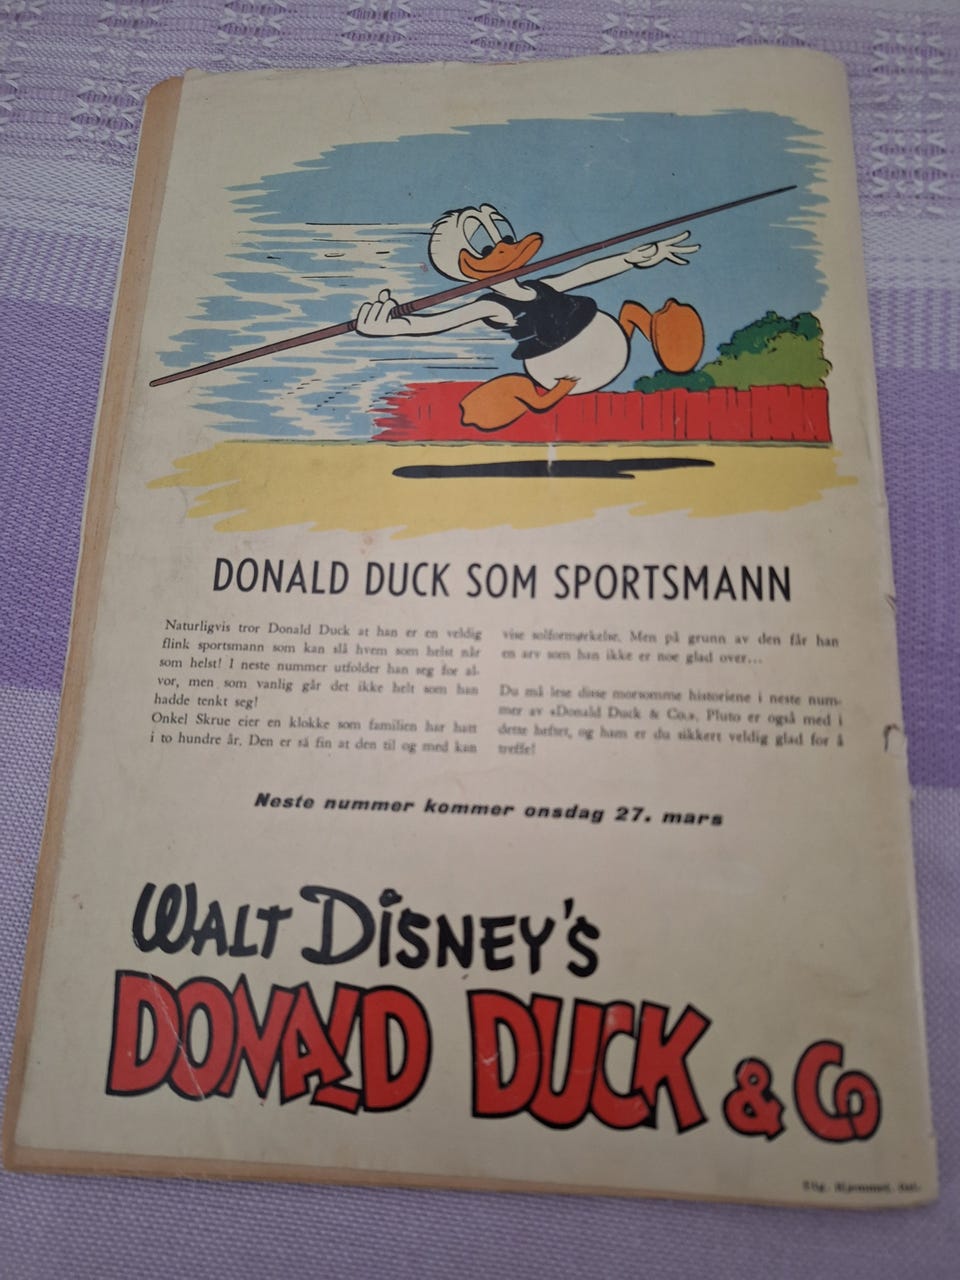 DONALD DUCK SOM SPORTSMANN
Naturligvis tror Donald Duck at han er en veldig
flink sportsmann som kan slå hvem som helst når
som helst! I neste nummer utfolder han seg for al-
vor, men som vanlig går det ikke helt som han
hadde tenkt seg!
Onkel Skrue eier en klokke som familien har hatt
i to hundre år. Den er så fin at den til og med kan
vise solformørkelse. Men på grunn av den får han
en arv som han ikke er noe glad over...
Du må lese disse morsomme historiene i neste num-
mer av «Donald Duck & Co.». Pluto er også med i
dette heftet, og ham er du sikkert veldig glad for å
treffe!
Neste nummer kommer onsdag 27. mars
WALT DISNEY'S
DONALD DUCK & Co